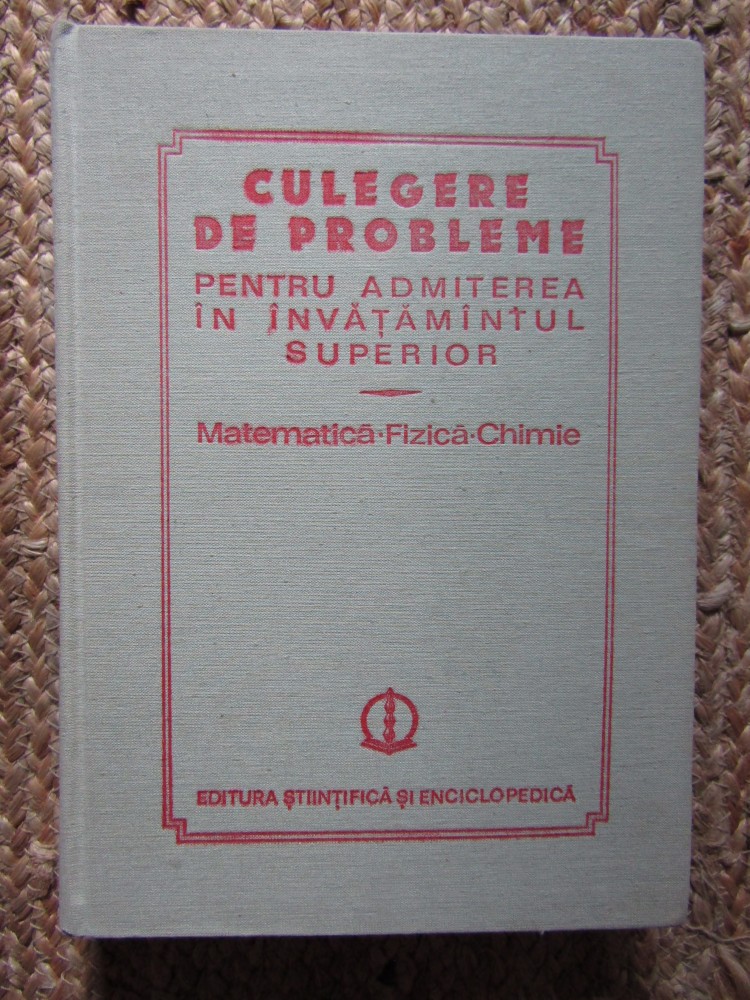 CULEGERE
DE PROBLEME
PENTRU ADMITEREA
ÎN ÎNVĂȚĂMÎNTUL
SUPERIOR
Matematică·Fizică·Chimie
EDITURA ȘTIINȚIFICĂ ȘI ENCICLOPEDICĂ